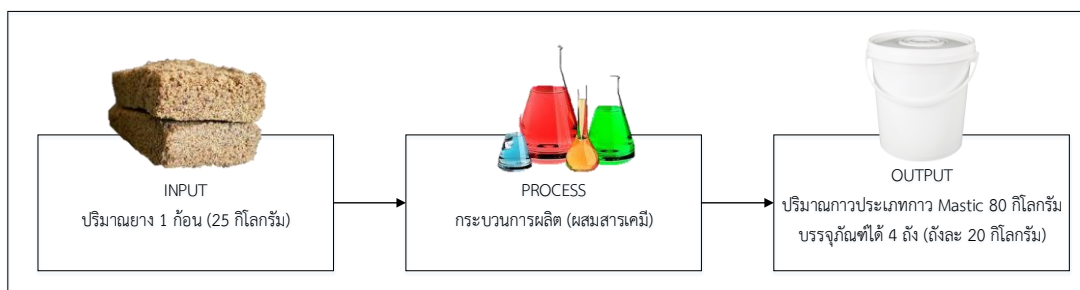 INPUT
ปริมาณยาง 1 ก้อน (25 กิโลกรัม)
PROCESS
กระบวนการผลิต (ผสมสารเคมี)
OUTPUT
ปริมาณกาวประเภทกาว Mastic 80 กิโลกรัม
บรรจุภัณฑ์ได้ 4 ถัง (ถังละ 20 กิโลกรัม)